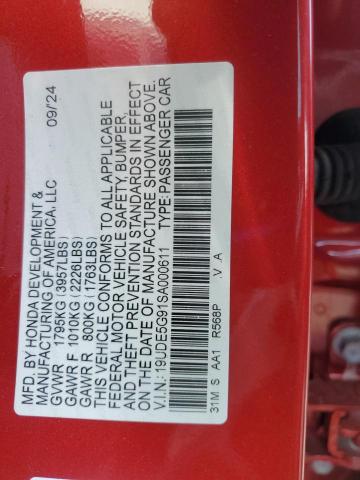 MFD. BY HONDA DEVELOPMENT &
MANUFACTURING OF AMERICA, LLC 09/24
GVWR 1795KG (3957LBS)
GAWR F 1010KG (2226LBS)
GAWR R 800KG (1763LBS)
THIS VEHICLE CONFORMS TO ALL APPLICABLE
FEDERAL MOTOR VEHICLE SAFETY, BUMPER,
AND THEFT PREVENTION STANDARDS IN EFFECT
ON THE DATE OF MANUFACTURE SHOWN ABOVE.
V.I.N.: 19UDE5G91SA000611 TYPE:PASSENGER CAR
31M S AA1 R568P V .A